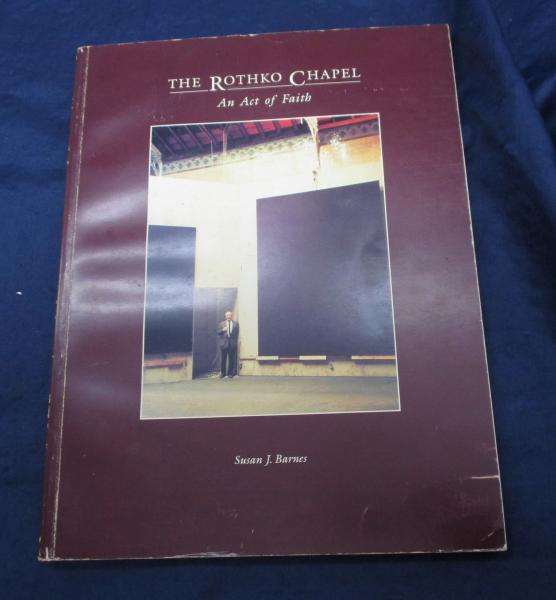 THE ROTHKO CHAPEL
An Act of Faith
Susan J. Barnes